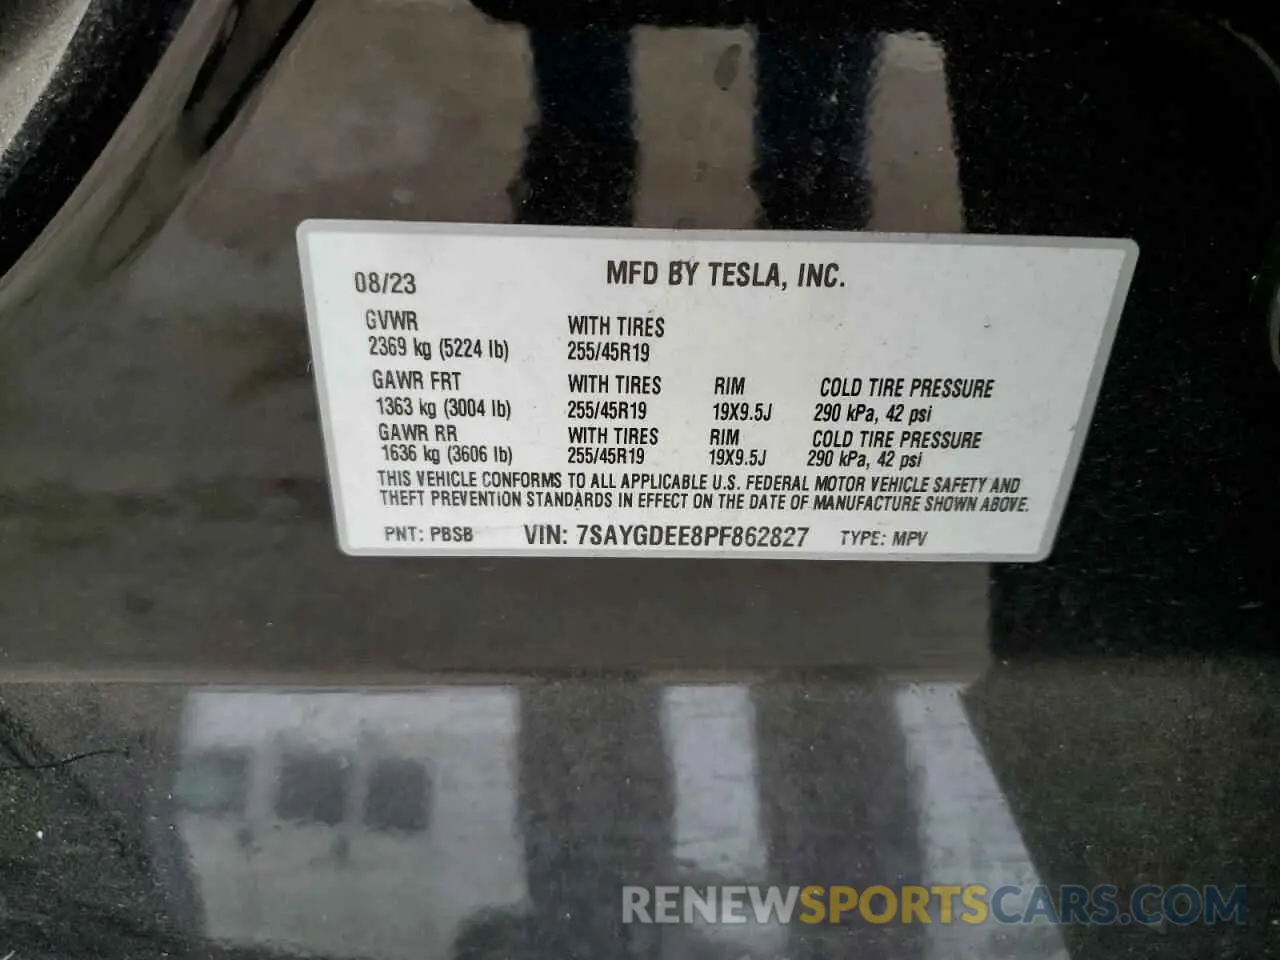 08/23 MFD BY TESLA, INC.
GVWR WITH TIRES
2369 kg (5224 lb) 255/45R19
GAWR FRT WITH TIRES RIM COLD TIRE PRESSURE
1363 kg (3004 lb) 255/45R19 19X9.5J 290 kPa, 42 psi
GAWR RR WITH TIRES RIM COLD TIRE PRESSURE
1636 kg (3606 lb) 255/45R19 19X9.5J 290 kPa, 42 psi
THIS VEHICLE CONFORMS TO ALL APPLICABLE U.S. FEDERAL MOTOR VEHICLE SAFETY AND
THEFT PREVENTION STANDARDS IN EFFECT ON THE DATE OF MANUFACTURE SHOWN ABOVE.
PNT: PBSB VIN: 7SAYGDEE8PF862827 TYPE: MPV
RENEWSPORTSCARS.COM